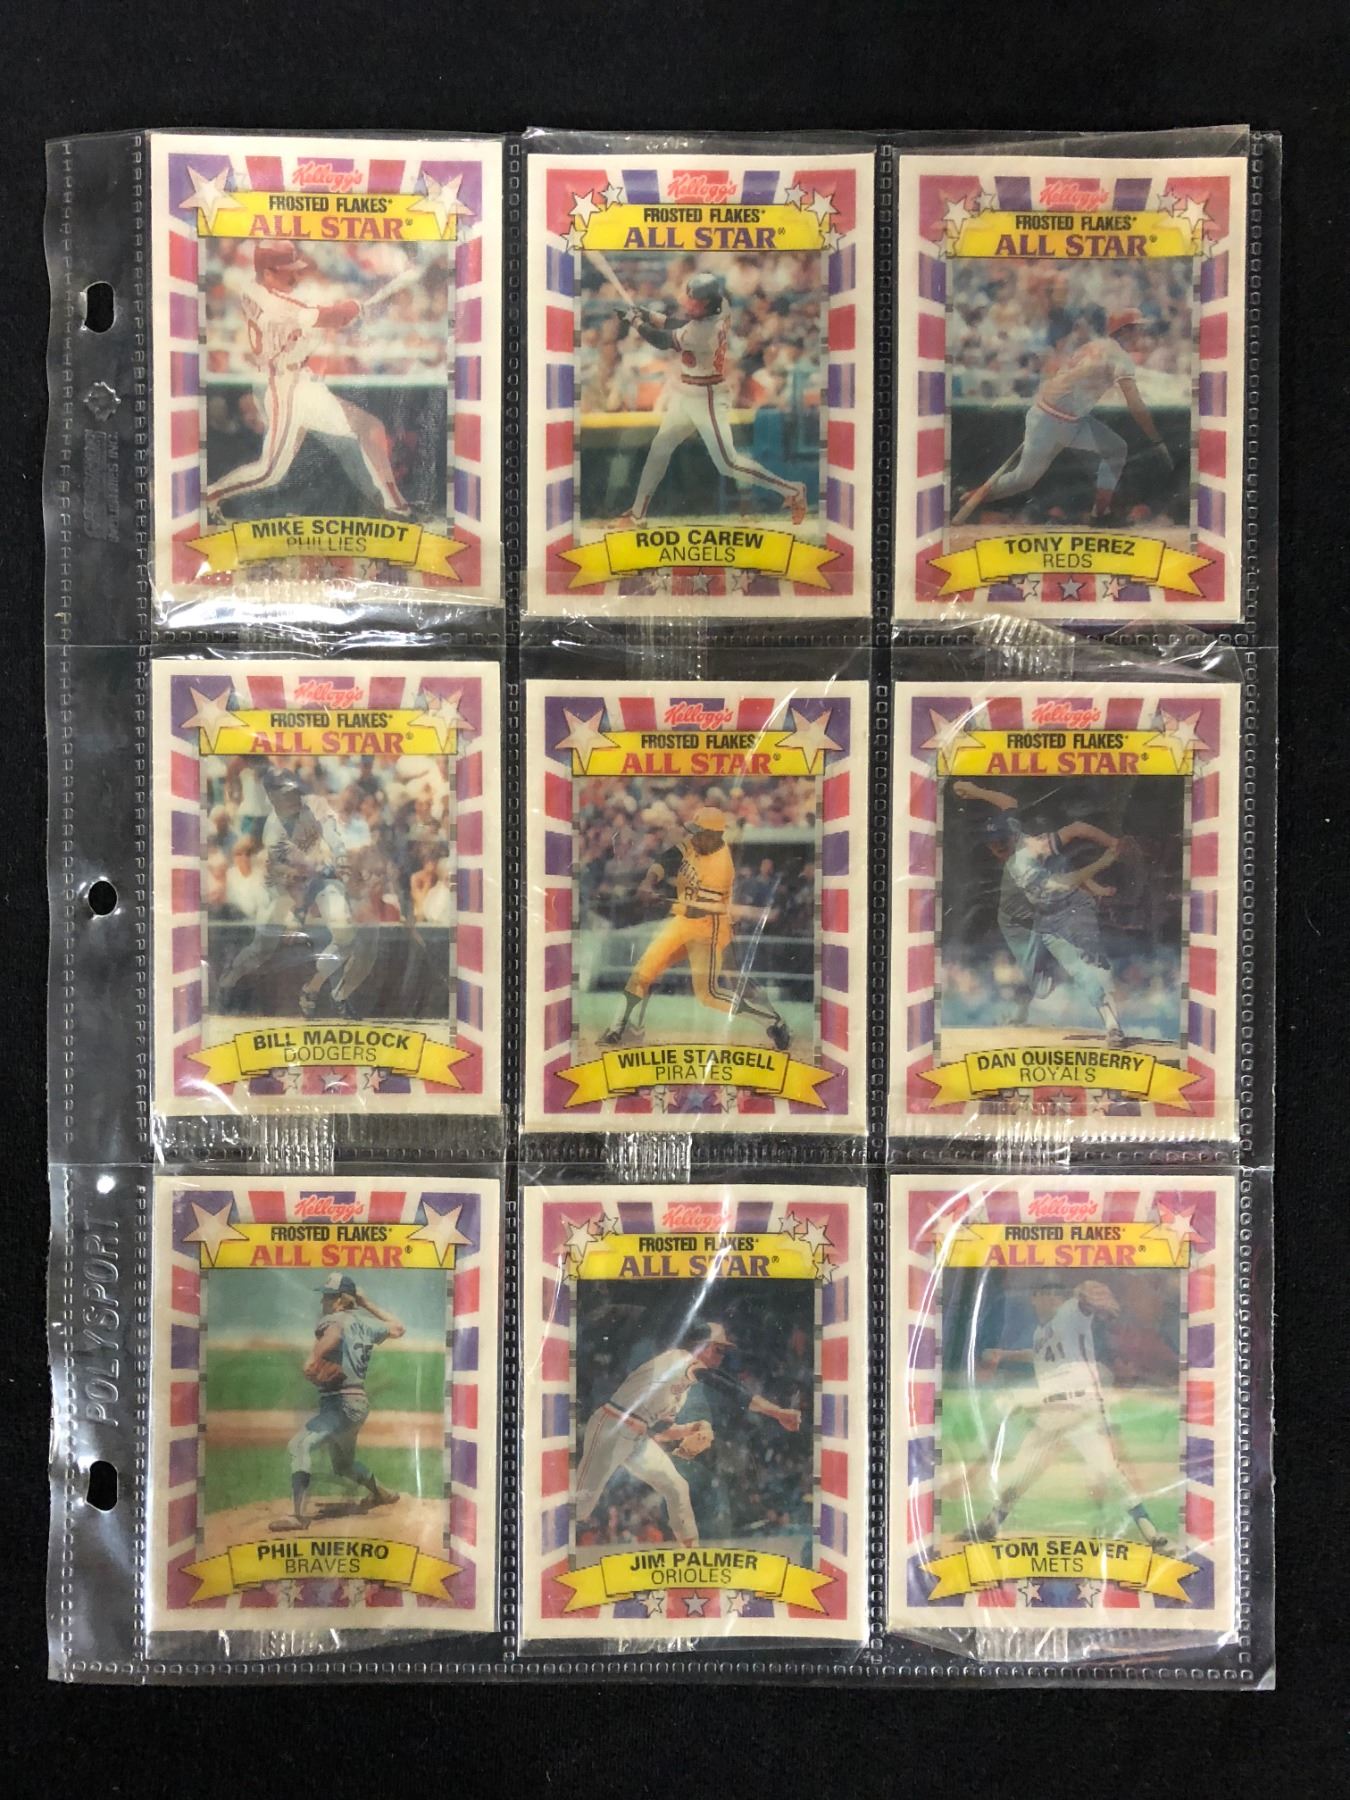 Kellogg's
FROSTED FLAKES®
ALL STAR®
MIKE SCHMIDT
PHILLIES
Kellogg's
FROSTED FLAKES®
ALL STAR®
ROD CAREW
ANGELS
Kellogg's
FROSTED FLAKES®
ALL STAR®
TONY PEREZ
REDS
Kellogg's
FROSTED FLAKES®
ALL STAR®
BILL MADLOCK
DODGERS
Kellogg's
FROSTED FLAKES®
ALL STAR®
WILLIE STARGELL
PIRATES
Kellogg's
FROSTED FLAKES®
ALL STAR®
DAN QUISENBERRY
ROYALS
POLYSPORT
Kellogg's
FROSTED FLAKES®
ALL STAR®
PHIL NIEKRO
BRAVES
Kellogg's
FROSTED FLAKES®
ALL STAR®
JIM PALMER
ORIOLES
Kellogg's
FROSTED FLAKES®
ALL STAR®
41
TOM SEAVER
METS